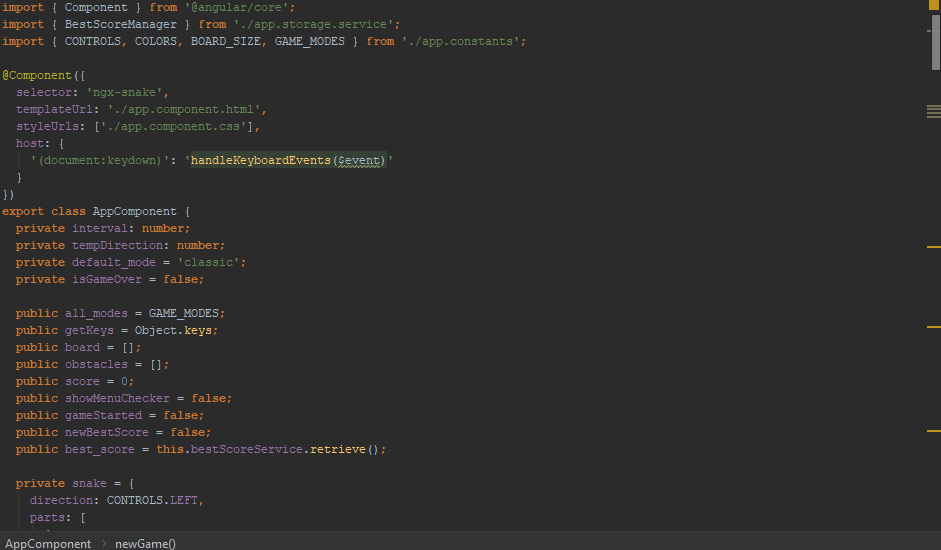 import { Component } from '@angular/core';
import { BestScoreManager } from './app.storage.service';
import { CONTROLS, COLORS, BOARD_SIZE, GAME_MODES } from './app.constants';
@Component({
  selector: 'ngx-snake',
  templateUrl: './app.component.html',
  styleUrls: ['./app.component.css'],
  host: {
    '(document:keydown)': 'handleKeyboardEvents($event)'
  }
})
export class AppComponent {
  private interval: number;
  private tempDirection: number;
  private default_mode = 'classic';
  private isGameOver = false;
  public all_modes = GAME_MODES;
  public getKeys = Object.keys;
  public board = [];
  public obstacles = [];
  public score = 0;
  public showMenuChecker = false;
  public gameStarted = false;
  public newBestScore = false;
  public best_score = this.bestScoreService.retrieve();
  private snake = {
    direction: CONTROLS.LEFT,
    parts: [
AppComponent › newGame()